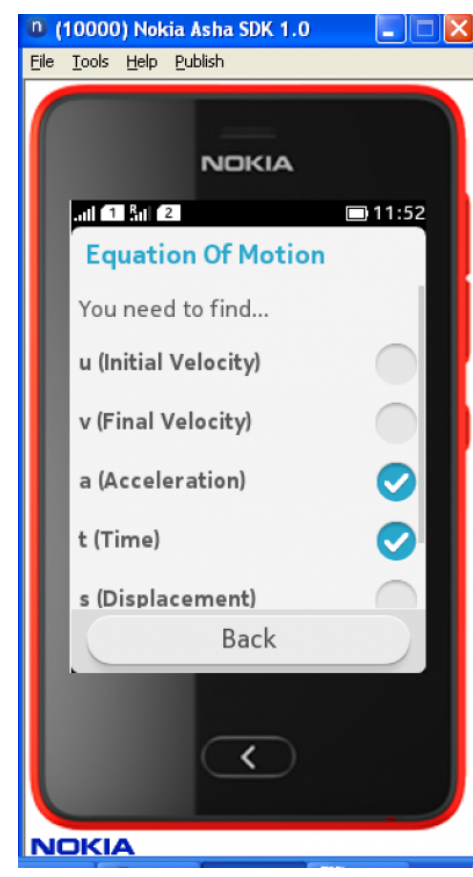 n (10000) Nokia Asha SDK 1.0
File Tools Help Publish
NOKIA
1 R 2 11:52
Equation Of Motion
You need to find...
u (Initial Velocity)
v (Final Velocity)
a (Acceleration)
t (Time)
s (Displacement)
Back
NOKIA